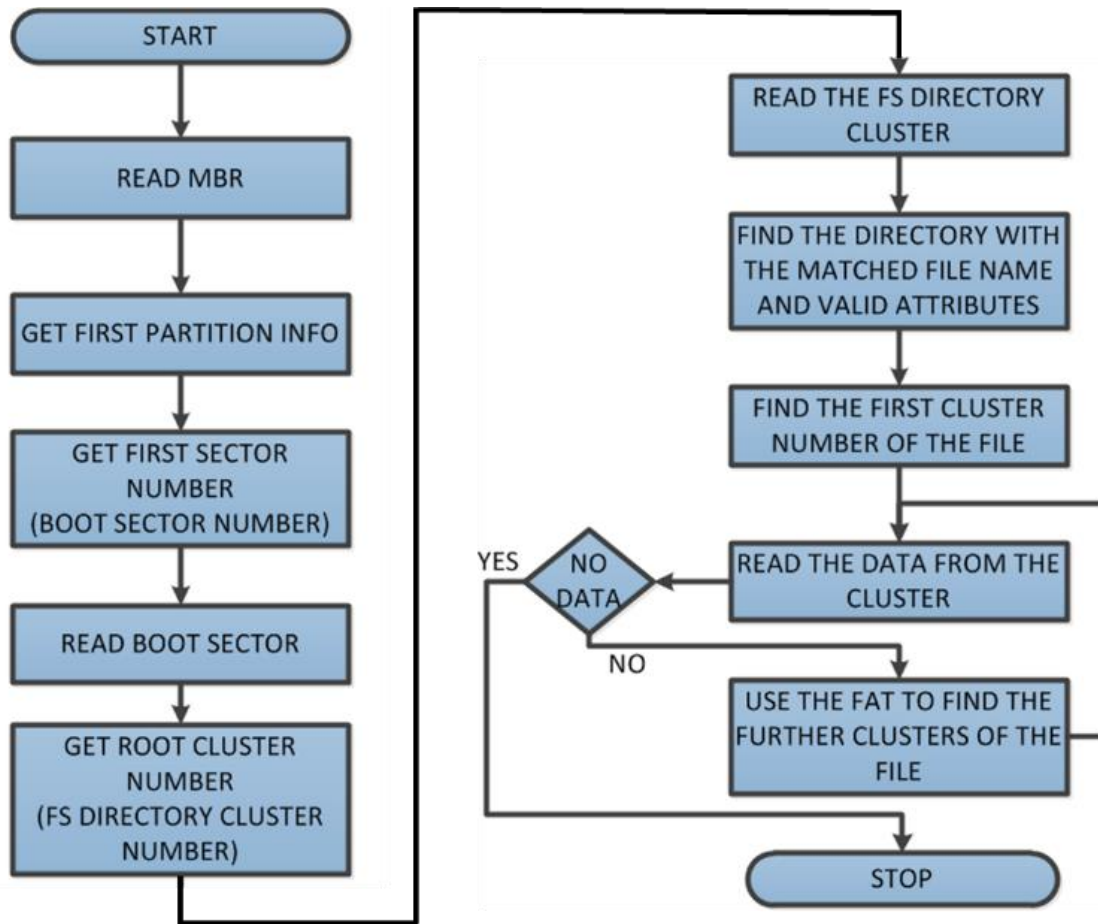 START
READ MBR
GET FIRST PARTITION INFO
GET FIRST SECTOR
NUMBER
(BOOT SECTOR NUMBER)
READ BOOT SECTOR
GET ROOT CLUSTER
NUMBER
(FS DIRECTORY CLUSTER
NUMBER)
READ THE FS DIRECTORY
CLUSTER
FIND THE DIRECTORY WITH
THE MATCHED FILE NAME
AND VALID ATTRIBUTES
FIND THE FIRST CLUSTER
NUMBER OF THE FILE
READ THE DATA FROM THE
CLUSTER
NO
DATA
YES
NO
USE THE FAT TO FIND THE
FURTHER CLUSTERS OF THE
FILE
STOP